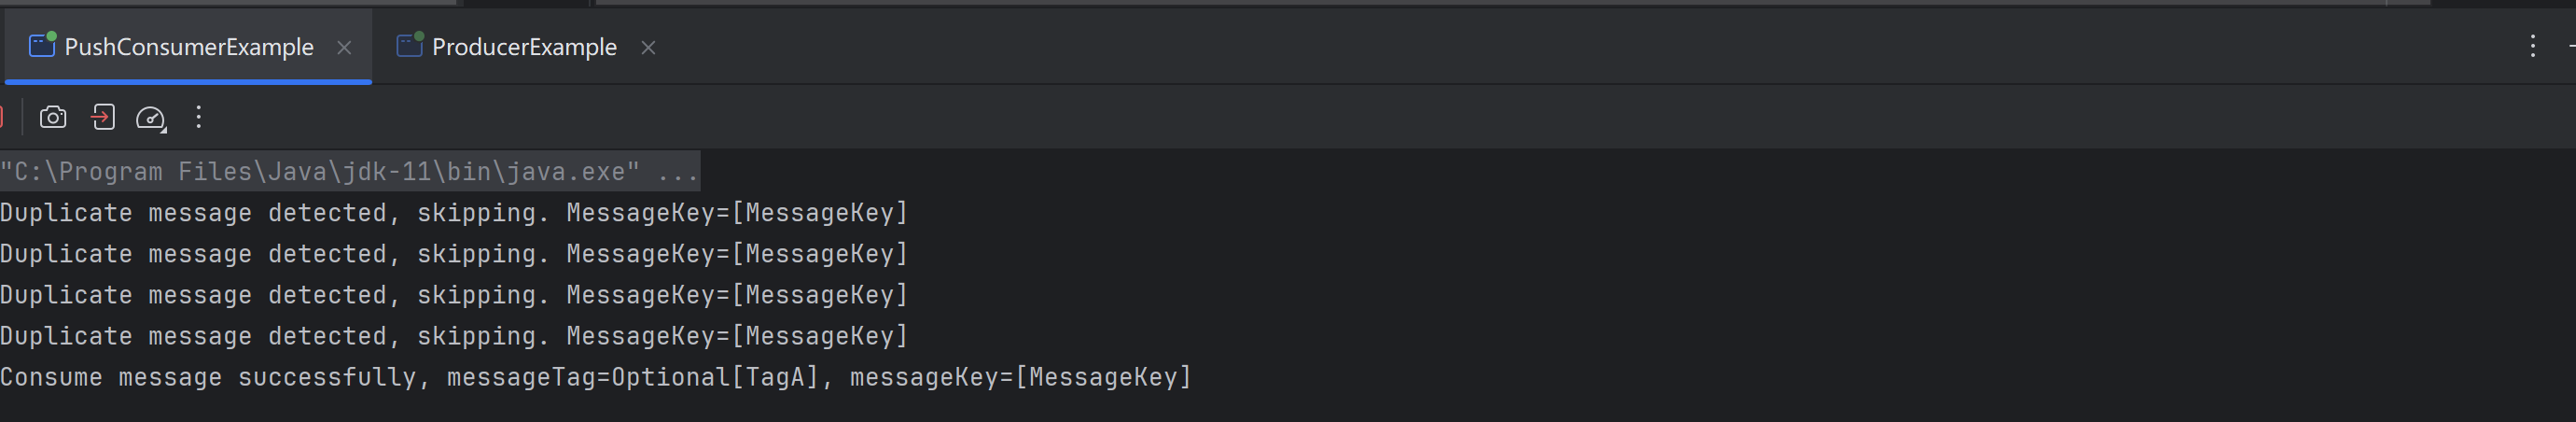 PushConsumerExample ProducerExample
"C:\Program Files\Java\jdk-11\bin\java.exe" ...
Duplicate message detected, skipping. MessageKey=[MessageKey]
Duplicate message detected, skipping. MessageKey=[MessageKey]
Duplicate message detected, skipping. MessageKey=[MessageKey]
Duplicate message detected, skipping. MessageKey=[MessageKey]
Consume message successfully, messageTag=Optional[TagA], messageKey=[MessageKey]